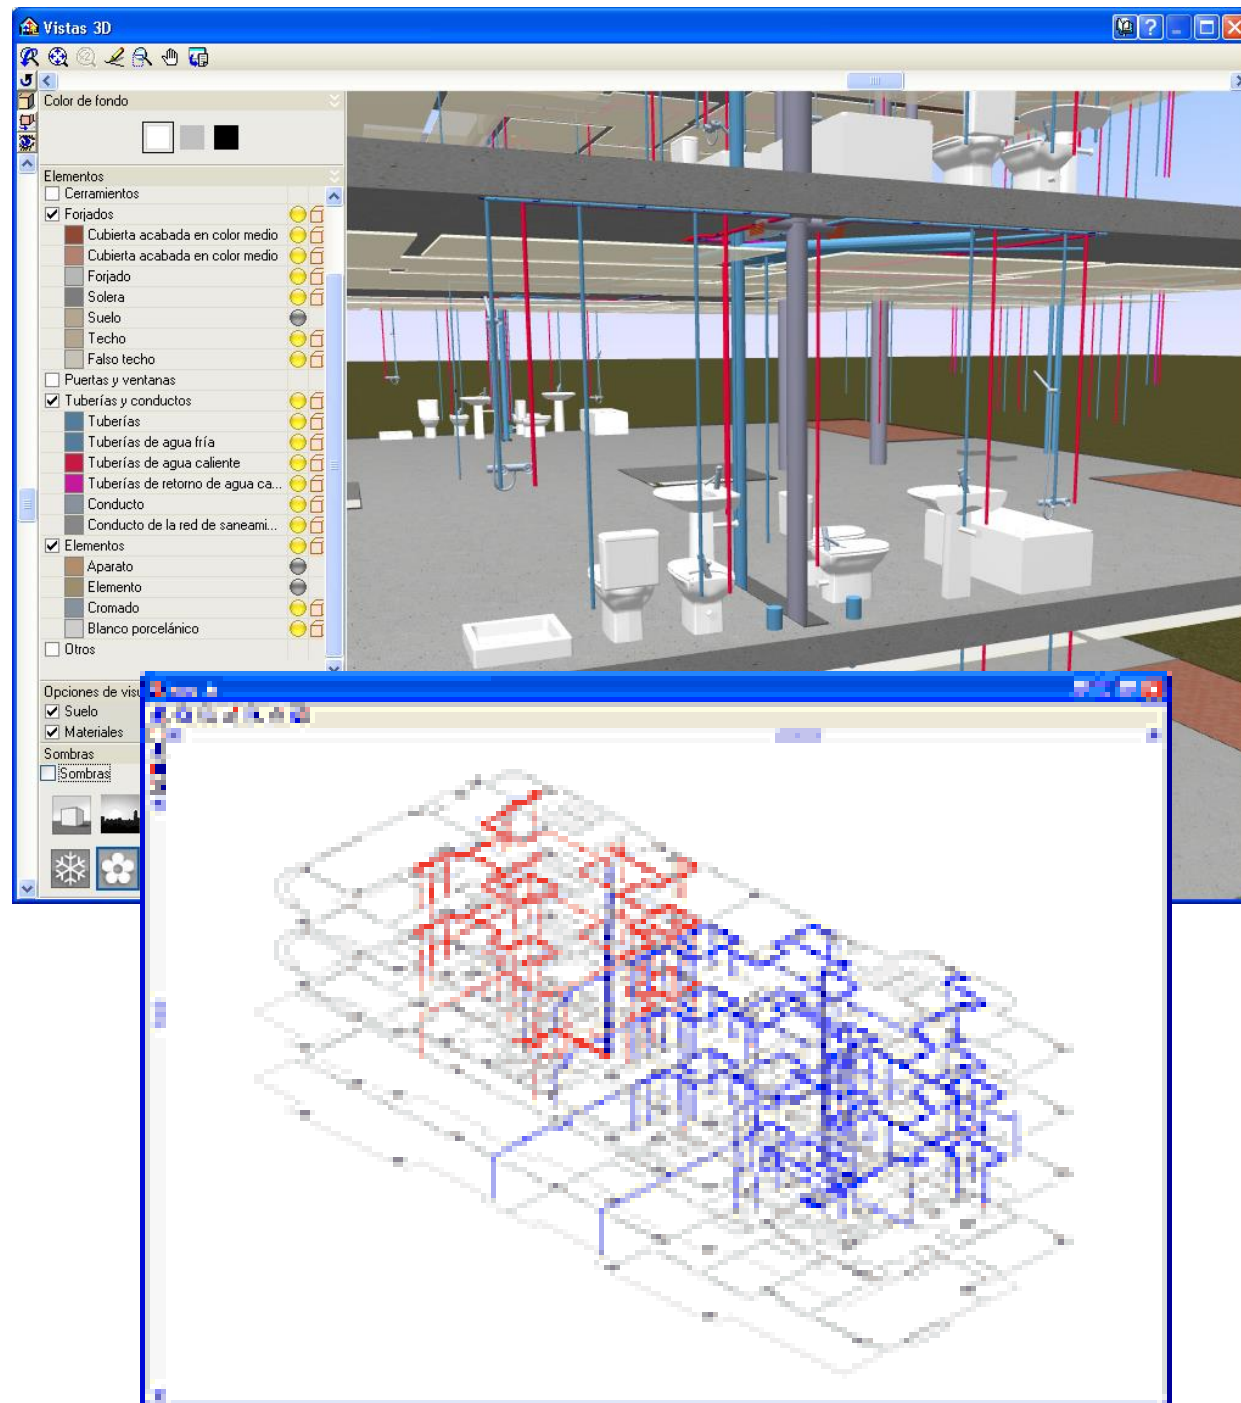 Vistas 3D
Color de fondo
Elementos
Cerramientos
Forjados
Cubierta acabada en color medio
Cubierta acabada en color medio
Forjado
Solera
Suelo
Techo
Falso techo
Puertas y ventanas
Tuberías y conductos
Tuberías
Tuberías de agua fría
Tuberías de agua caliente
Tuberías de retorno de agua ca...
Conducto
Conducto de la red de saneami...
Elementos
Aparato
Elemento
Cromado
Blanco porcelánico
Otros
Opciones de
Suelo
Materiales
Sombras
Sombras